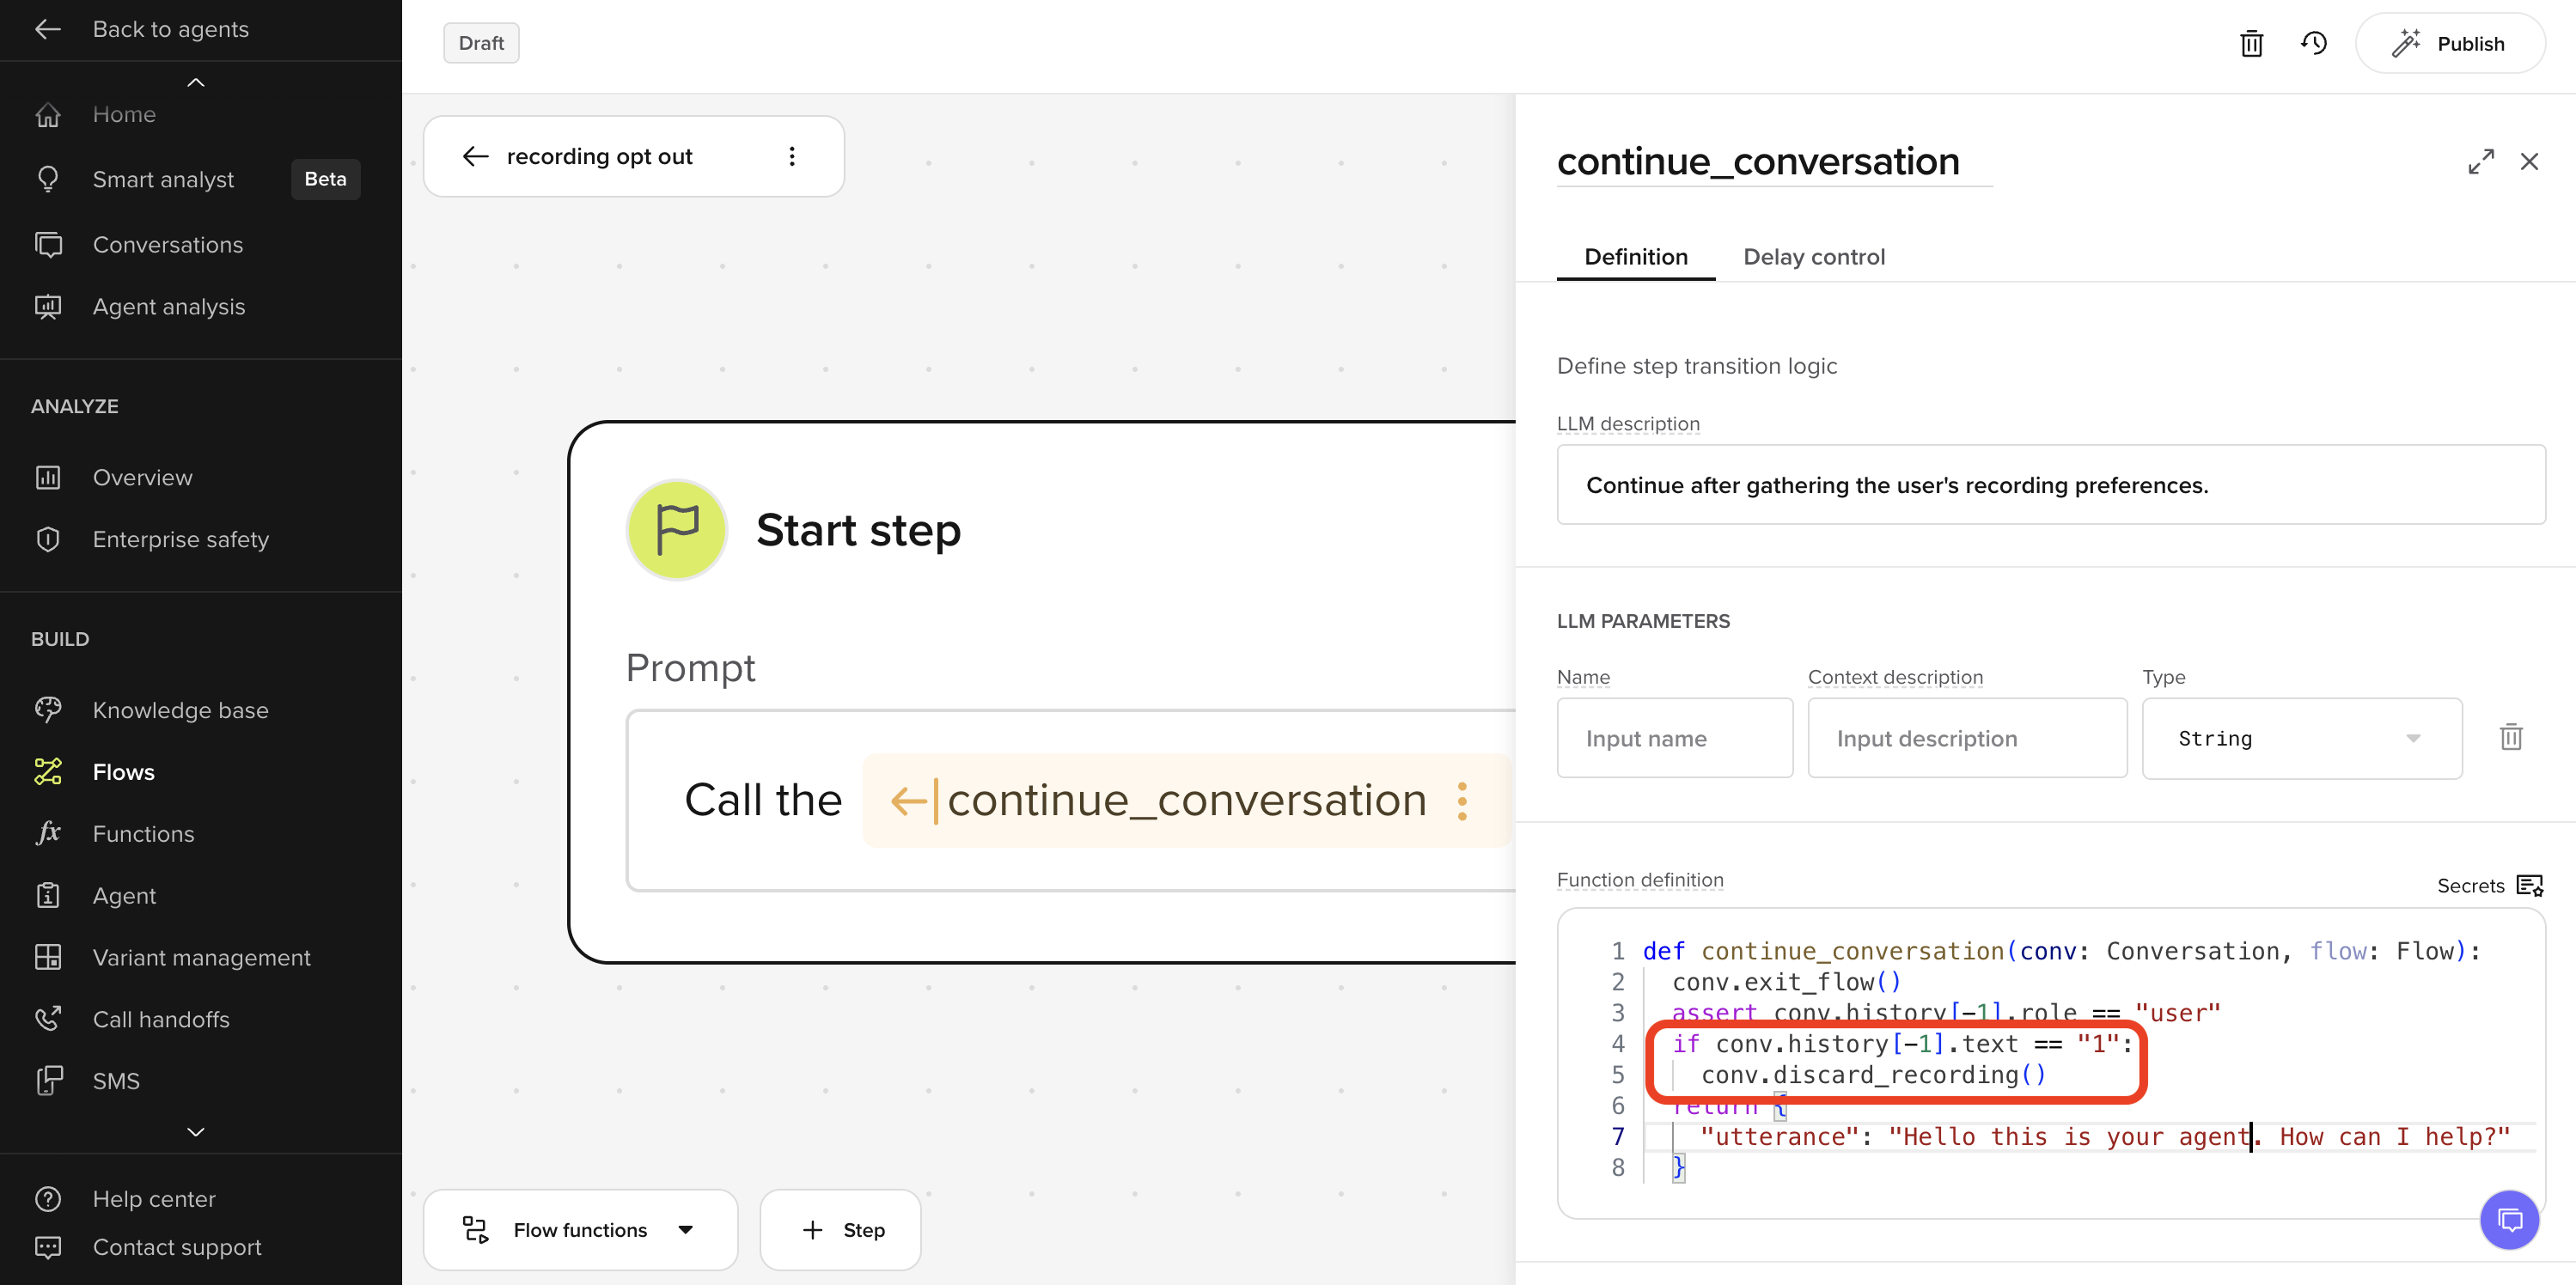 Back to agents
Home
Smart analyst
Beta
Conversations
Agent analysis
ANALYZE
Overview
Enterprise safety
BUILD
Knowledge base
Flows
fx Functions
Agent
Variant management
Call handoffs
SMS
Help center
Contact support
Draft
Publish
recording opt out
Start step
Prompt
Call the continue_conversation
Flow functions
Step
continue_conversation
Definition
Delay control
Define step transition logic
LLM description
Continue after gathering the user's recording preferences.
LLM PARAMETERS
Name
Context description
Type
Input name
Input description
String
Function definition
Secrets
1 def continue_conversation(conv: Conversation, flow: Flow):
2 conv.exit_flow()
3 assert conv.history[-1].role == "user"
4 if conv.history[-1].text == "1":
5 conv.discard_recording()
6 return {
7 "utterance": "Hello this is your agent. How can I help?"
8 }